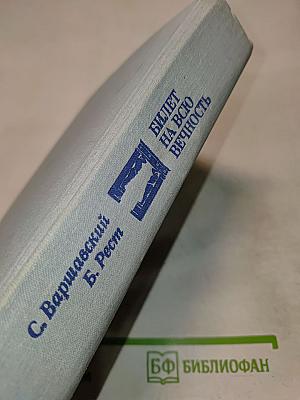 С. Варшавский
Б. Рест
БИЛЕТ
НА ВСЮ
ВЕЧНОСТЬ
БФ БИБЛИОФАН